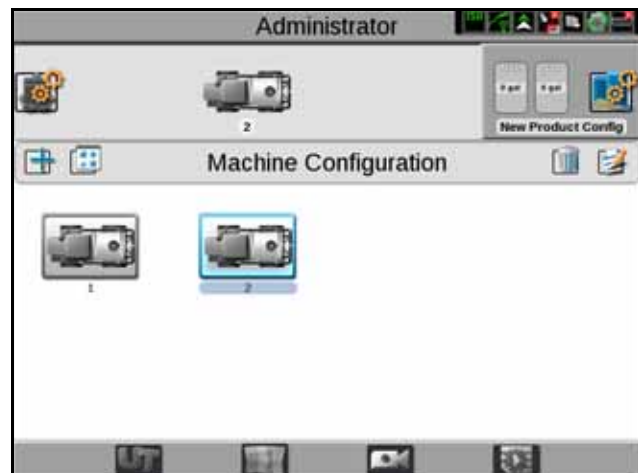 Administrator
2
New Product Config
Machine Configuration
1
2
UT